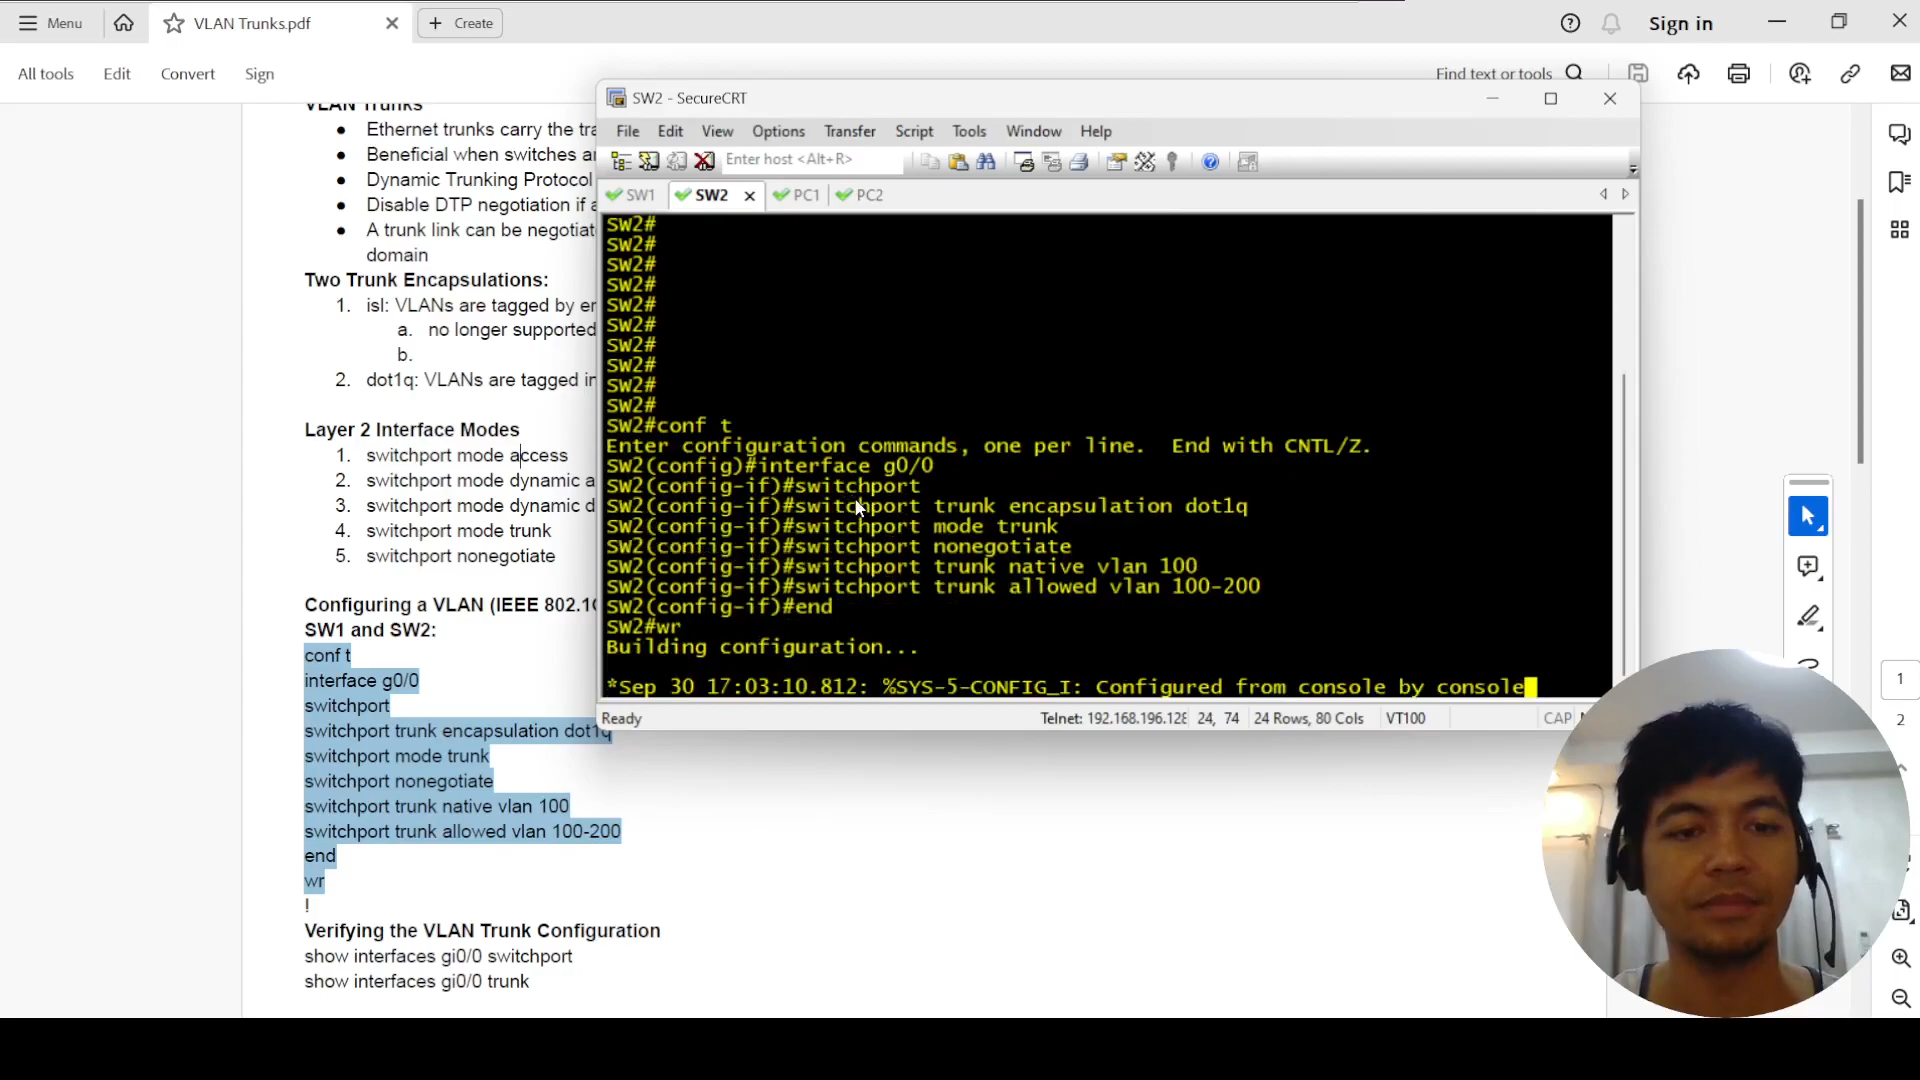 Menu
VLAN Trunks.pdf
Create
Sign in
All tools
Edit
Convert
Sign
Find text or tools
VLAN Trunks
Ethernet trunks carry the tra
Beneficial when switches a
Dynamic Trunking Protocol
Disable DTP negotiation if a
A trunk link can be negotiate
domain
Two Trunk Encapsulations:
1. isl: VLANs are tagged by en
a. no longer supported
b.
2. dot1q: VLANs are tagged in
Layer 2 Interface Modes
1. switchport mode access
2. switchport mode dynamic a
3. switchport mode dynamic d
4. switchport mode trunk
5. switchport nonegotiate
Configuring a VLAN (IEEE 802.1Q
SW1 and SW2:
conf t
interface g0/0
switchport
switchport trunk encapsulation dot1q
switchport mode trunk
switchport nonegotiate
switchport trunk native vlan 100
switchport trunk allowed vlan 100-200
end
wr
!
Verifying the VLAN Trunk Configuration
show interfaces gi0/0 switchport
show interfaces gi0/0 trunk
SW2 - SecureCRT
File Edit View Options Transfer Script Tools Window Help
Enter host <Alt+R>
SW1 SW2 PC1 PC2
SW2#
SW2#
SW2#
SW2#
SW2#
SW2#
SW2#
SW2#
SW2#
SW2#
SW2#conf t
Enter configuration commands, one per line. End with CNTL/Z.
SW2(config)#interface g0/0
SW2(config-if)#switchport
SW2(config-if)#switchport trunk encapsulation dot1q
SW2(config-if)#switchport mode trunk
SW2(config-if)#switchport nonegotiate
SW2(config-if)#switchport trunk native vlan 100
SW2(config-if)#switchport trunk allowed vlan 100-200
SW2(config-if)#end
SW2#wr
Building configuration...
*Sep 30 17:03:10.812: %SYS-5-CONFIG_I: Configured from console by console
Ready
Telnet: 192.168.196.128
24, 74
24 Rows, 80 Cols
VT100
CAP
1
2